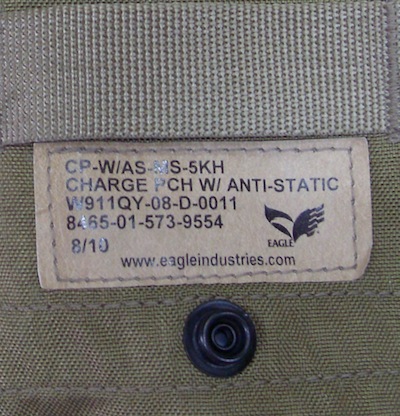 CP-W/AS-MS-5KH
CHARGE PCH W/ ANTI-STATIC
W911QY-08-D-0011
8465-01-573-9554
8/10
EAGLE
www.eagleindustries.com